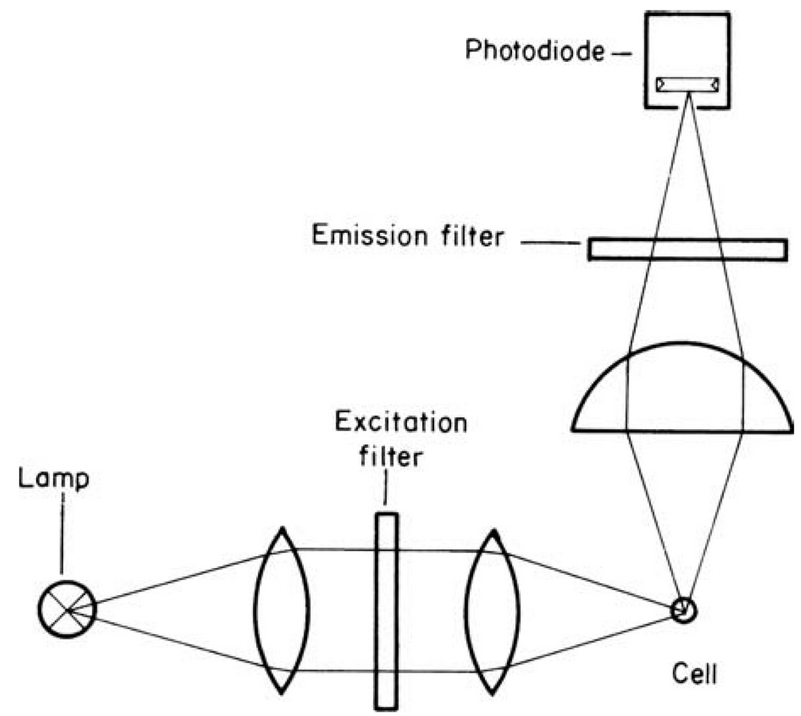 Photodiode
Emission filter
Excitation
filter
Lamp
Cell